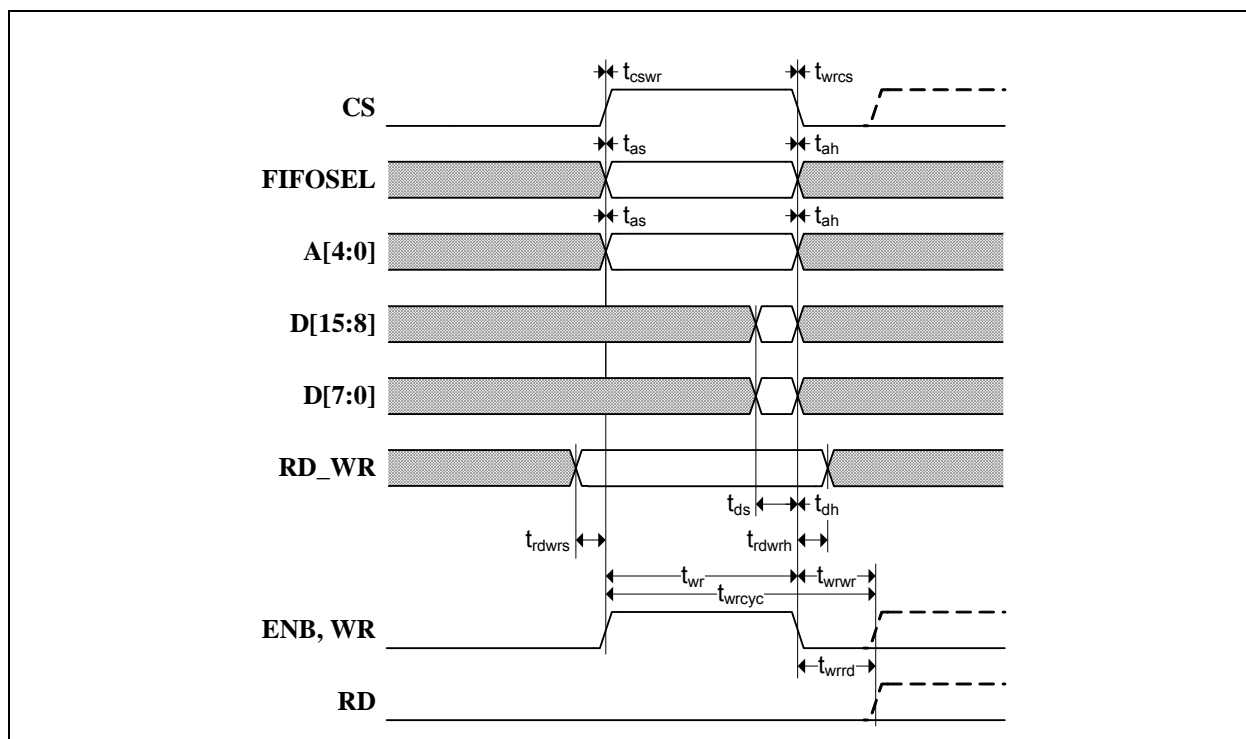 t_cswr t_wrcs
CS
t_as t_ah
FIFOSEL
t_as t_ah
A[4:0]
D[15:8]
D[7:0]
RD_WR
t_ds t_dh
t_rdwrs t_rdwrh
t_wr t_wrwr
t_wrcyc
ENB, WR
t_wrrd
RD